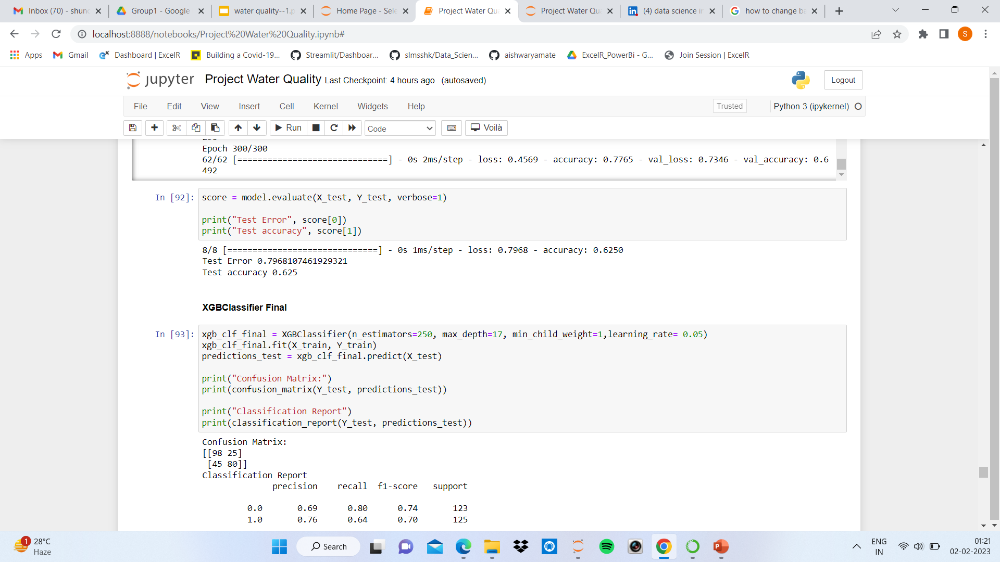 Inbox (70) - shund
Group1 - Google
water quality--1.p
Home Page - Sele
Project Water Qu
Project Water Qu
(4) data science in
how to change ba
localhost:8888/notebooks/Project%20Water%20Quality.ipynb#
S
Apps
Gmail
Dashboard | ExcelR
Building a Covid-19...
Streamlit/Dashboar...
slmsshk/Data_Scien...
aishwaryamate
ExcelR_PowerBi - G...
Join Session | ExcelR
jupyter Project Water Quality Last Checkpoint: 4 hours ago (autosaved)
Logout
File Edit View Insert Cell Kernel Widgets Help
Trusted
Python 3 (ipykernel)
Run
Code
Voilà
Epoch 300/300
62/62 [==============================] - 0s 2ms/step - loss: 0.4569 - accuracy: 0.7765 - val_loss: 0.7346 - val_accuracy: 0.6
492
In [92]: score = model.evaluate(X_test, Y_test, verbose=1)
print("Test Error", score[0])
print("Test accuracy", score[1])
8/8 [==============================] - 0s 1ms/step - loss: 0.7968 - accuracy: 0.6250
Test Error 0.7968107461929321
Test accuracy 0.625
XGBClassifier Final
In [93]: xgb_clf_final = XGBClassifier(n_estimators=250, max_depth=17, min_child_weight=1,learning_rate= 0.05)
xgb_clf_final.fit(X_train, Y_train)
predictions_test = xgb_clf_final.predict(X_test)
print("Confusion Matrix:")
print(confusion_matrix(Y_test, predictions_test))
print("Classification Report")
print(classification_report(Y_test, predictions_test))
Confusion Matrix:
[[98 25]
[45 80]]
Classification Report
precision recall f1-score support
0.0 0.69 0.80 0.74 123
1.0 0.76 0.64 0.70 125
1
28°C
Haze
Search
ENG
IN
01:21
02-02-2023